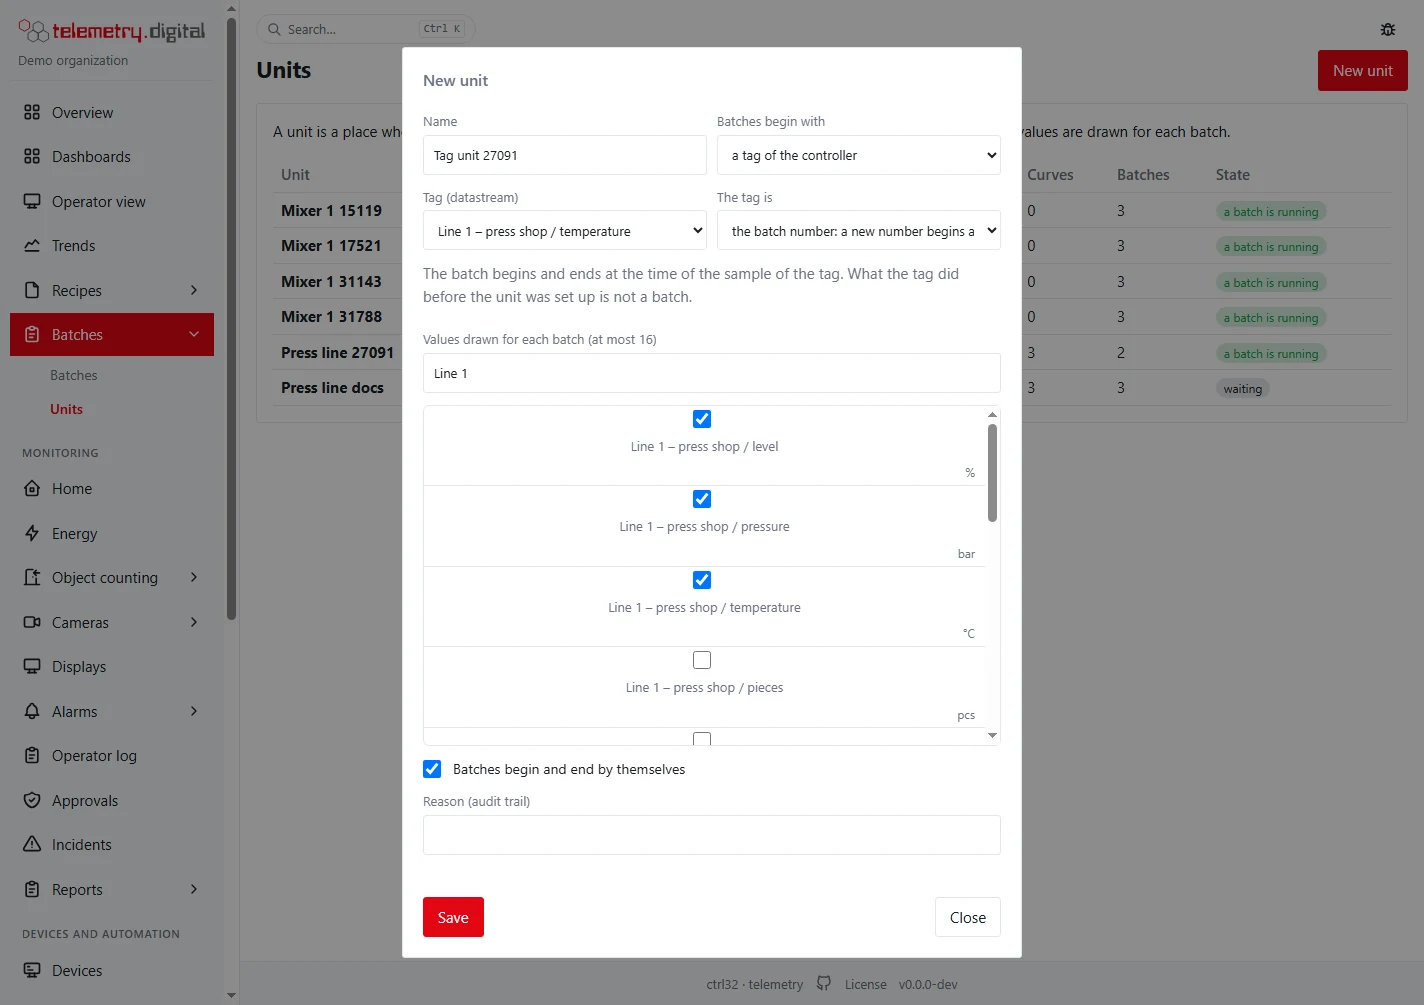 telemetry.digital
Demo organization
Search...
Ctrl K
Overview
Dashboards
Operator view
Trends
Recipes
Batches
Batches
Units
MONITORING
Home
Energy
Object counting
Cameras
Displays
Alarms
Operator log
Approvals
Incidents
Reports
DEVICES AND AUTOMATION
Devices
Units
New unit
A unit is a place wh
values are drawn for each batch.
Unit
Curves
Batches
State
Mixer 1 15119
0
3
a batch is running
Mixer 1 17521
0
3
a batch is running
Mixer 1 31143
0
3
a batch is running
Mixer 1 31788
0
3
a batch is running
Press line 27091
3
2
a batch is running
Press line docs
3
3
waiting
New unit
Name
Batches begin with
Tag unit 27091
a tag of the controller
Tag (datastream)
The tag is
Line 1 – press shop / temperature
the batch number: a new number begins a
The batch begins and ends at the time of the sample of the tag. What the tag did
before the unit was set up is not a batch.
Values drawn for each batch (at most 16)
Line 1
Line 1 – press shop / level
%
Line 1 – press shop / pressure
bar
Line 1 – press shop / temperature
°C
Line 1 – press shop / pieces
pcs
Batches begin and end by themselves
Reason (audit trail)
Save
Close
ctrl32 · telemetry
License
v0.0.0-dev